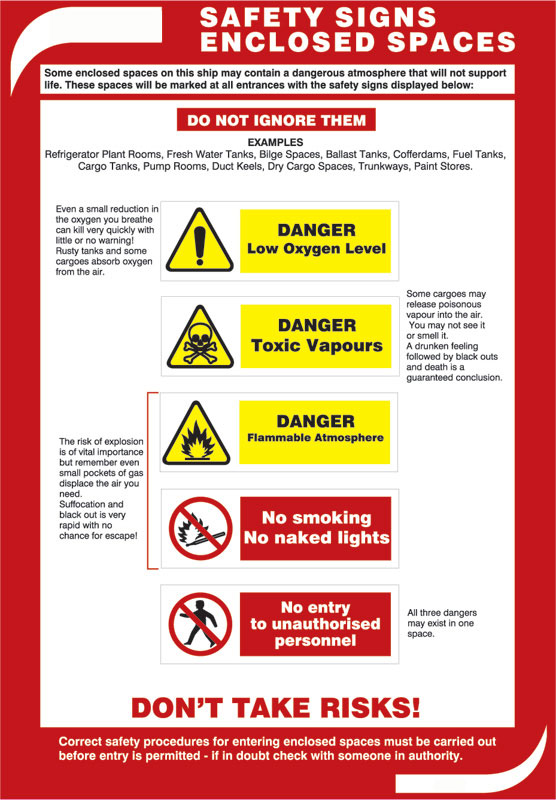 SAFETY SIGNS
ENCLOSED SPACES
Some enclosed spaces on this ship may contain a dangerous atmosphere that will not support
life. These spaces will be marked at all entrances with the safety signs displayed below:
DO NOT IGNORE THEM
EXAMPLES
Refrigerator Plant Rooms, Fresh Water Tanks, Bilge Spaces, Ballast Tanks, Cofferdams, Fuel Tanks,
Cargo Tanks, Pump Rooms, Duct Keels, Dry Cargo Spaces, Trunkways, Paint Stores.
Even a small reduction in
the oxygen you breathe
can kill very quickly with
little or no warning!
Rusty tanks and some
cargoes absorb oxygen
from the air.
DANGER
Low Oxygen Level
DANGER
Toxic Vapours
Some cargoes may
release poisonous
vapour into the air.
You may not see it
or smell it.
A drunken feeling
followed by black outs
and death is a
guaranteed conclusion.
The risk of explosion
is of vital importance
but remember even
small pockets of gas
displace the air you
need.
Suffocation and
black out is very
rapid with no
chance for escape!
DANGER
Flammable Atmosphere
No smoking
No naked lights
No entry
to unauthorised
personnel
All three dangers
may exist in one
space.
DON'T TAKE RISKS!
Correct safety procedures for entering enclosed spaces must be carried out
before entry is permitted - if in doubt check with someone in authority.